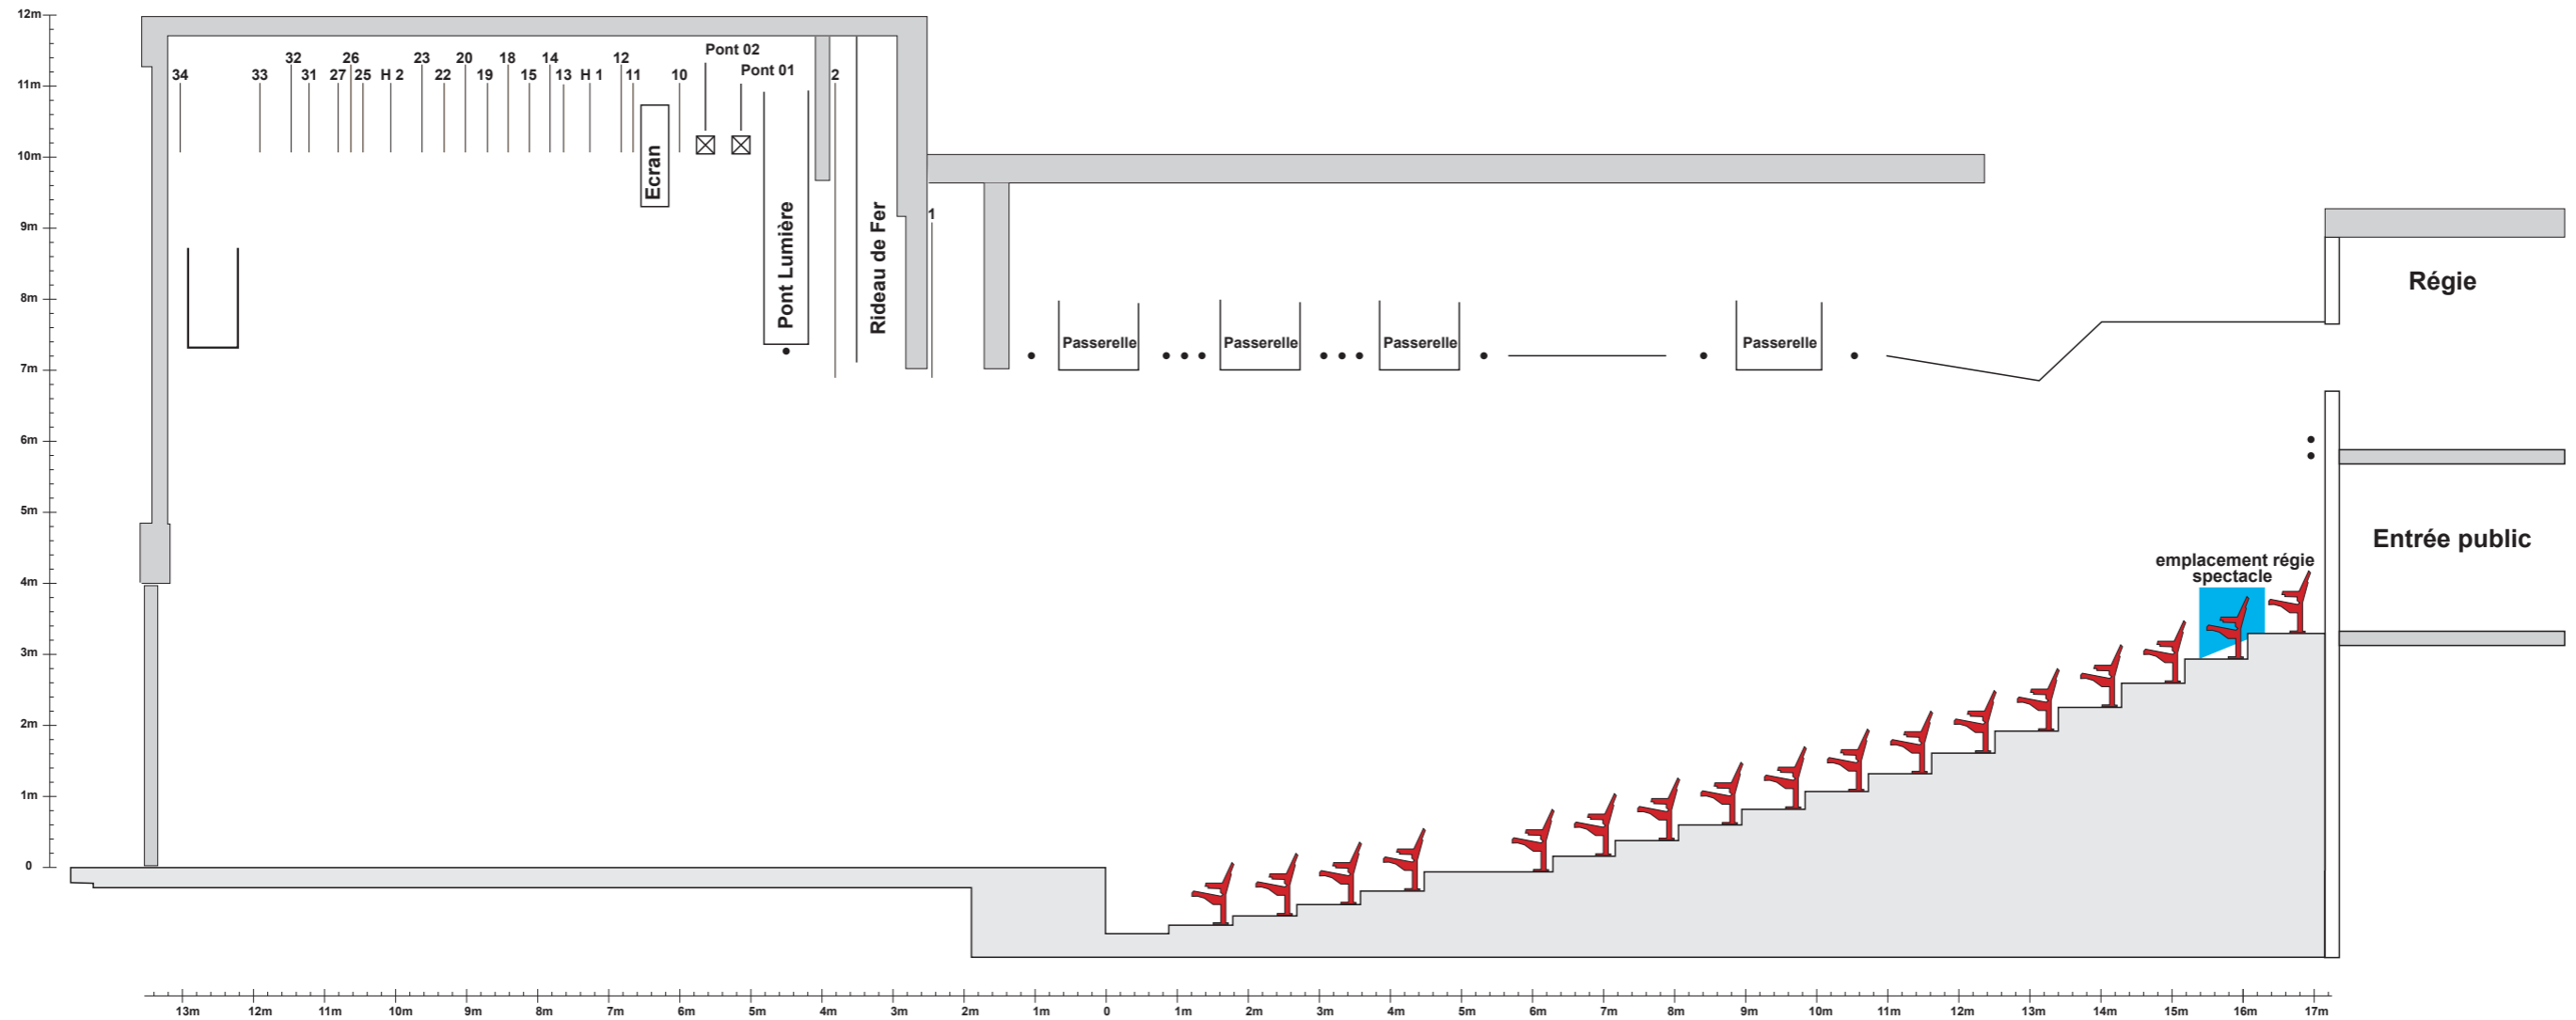 12m
11m
10m
9m
8m
7m
6m
5m
4m
3m
2m
1m
0
34
33
32
31
27
26
25
H 2
23
22
20
19
18
15
14
13
H 1
12
11
10
Pont 02
Pont 01
2
1
Ecran
Pont Lumière
Rideau de Fer
Passerelle
Passerelle
Passerelle
Passerelle
Régie
Entrée public
emplacement régie
spectacle
13m 12m 11m 10m 9m 8m 7m 6m 5m 4m 3m 2m 1m 0 1m 2m 3m 4m 5m 6m 7m 8m 9m 10m 11m 12m 13m 14m 15m 16m 17m